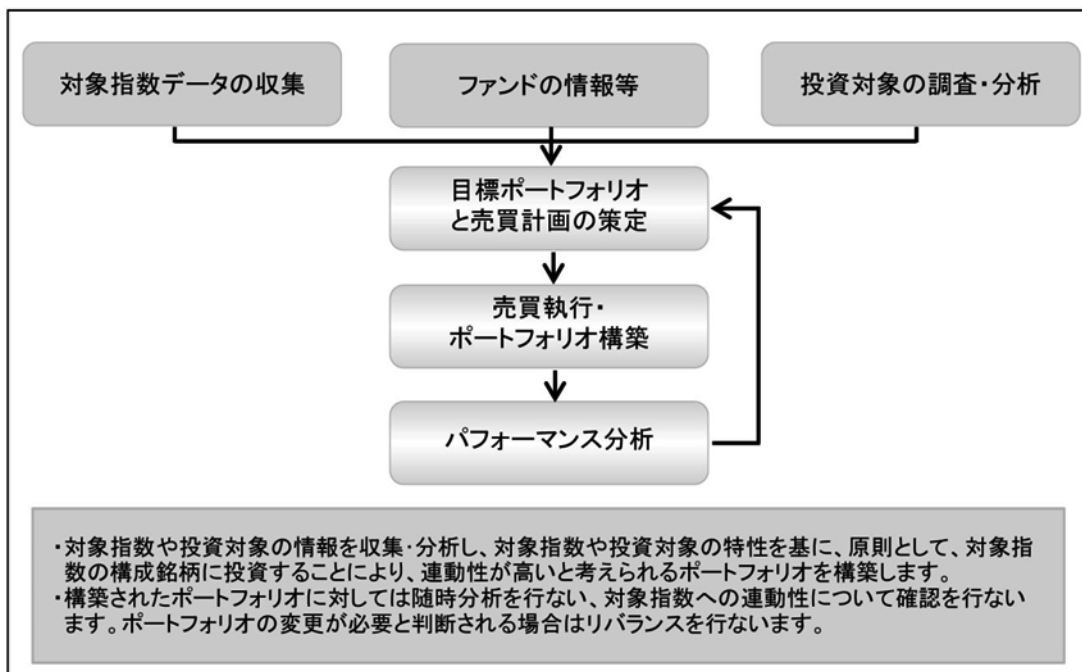 対象指数データの収集
ファンドの情報等
投資対象の調査・分析
目標ポートフォリオ
と売買計画の策定
売買執行・
ポートフォリオ構築
パフォーマンス分析
・対象指数や投資対象の情報を収集・分析し、対象指数や投資対象の特性を基に、原則として、対象指
数の構成銘柄に投資することにより、連動性が高いと考えられるポートフォリオを構築します。
・構築されたポートフォリオに対しては随時分析を行ない、対象指数への連動性について確認を行ない
ます。ポートフォリオの変更が必要と判断される場合はリバランスを行ないます。